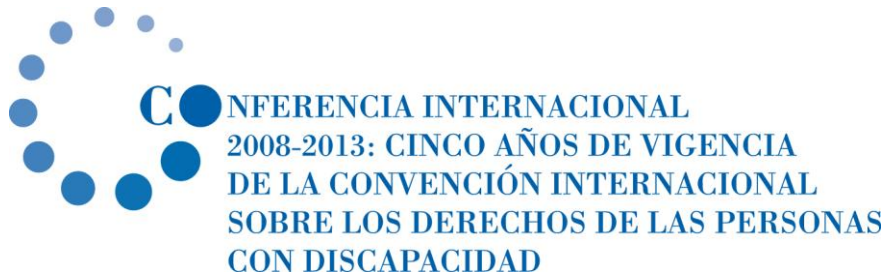 CONFERENCIA INTERNACIONAL
2008-2013: CINCO AÑOS DE VIGENCIA
DE LA CONVENCIÓN INTERNACIONAL
SOBRE LOS DERECHOS DE LAS PERSONAS
CON DISCAPACIDAD